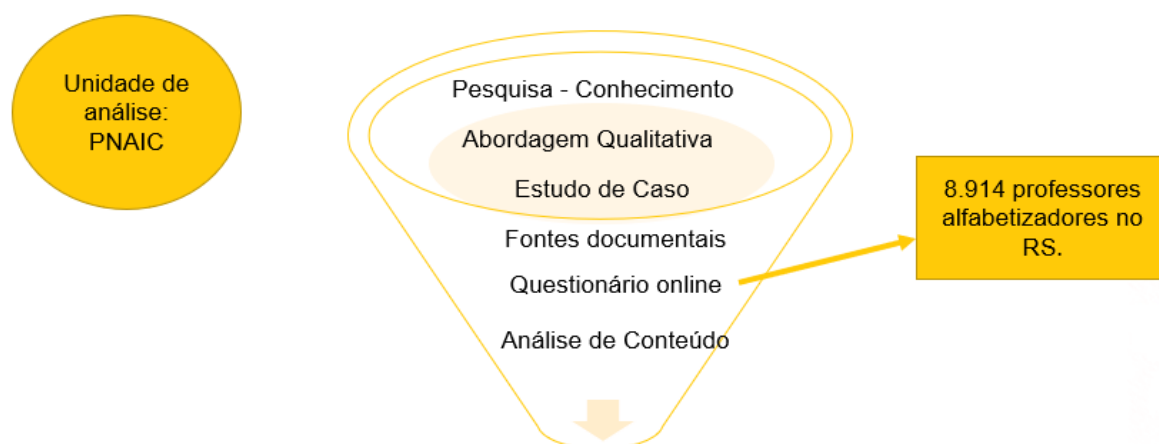 Unidade de
análise:
PNAIC
Pesquisa - Conhecimento
Abordagem Qualitativa
Estudo de Caso
Fontes documentais
Questionário online
Análise de Conteúdo
8.914 professores
alfabetizadores no
RS.